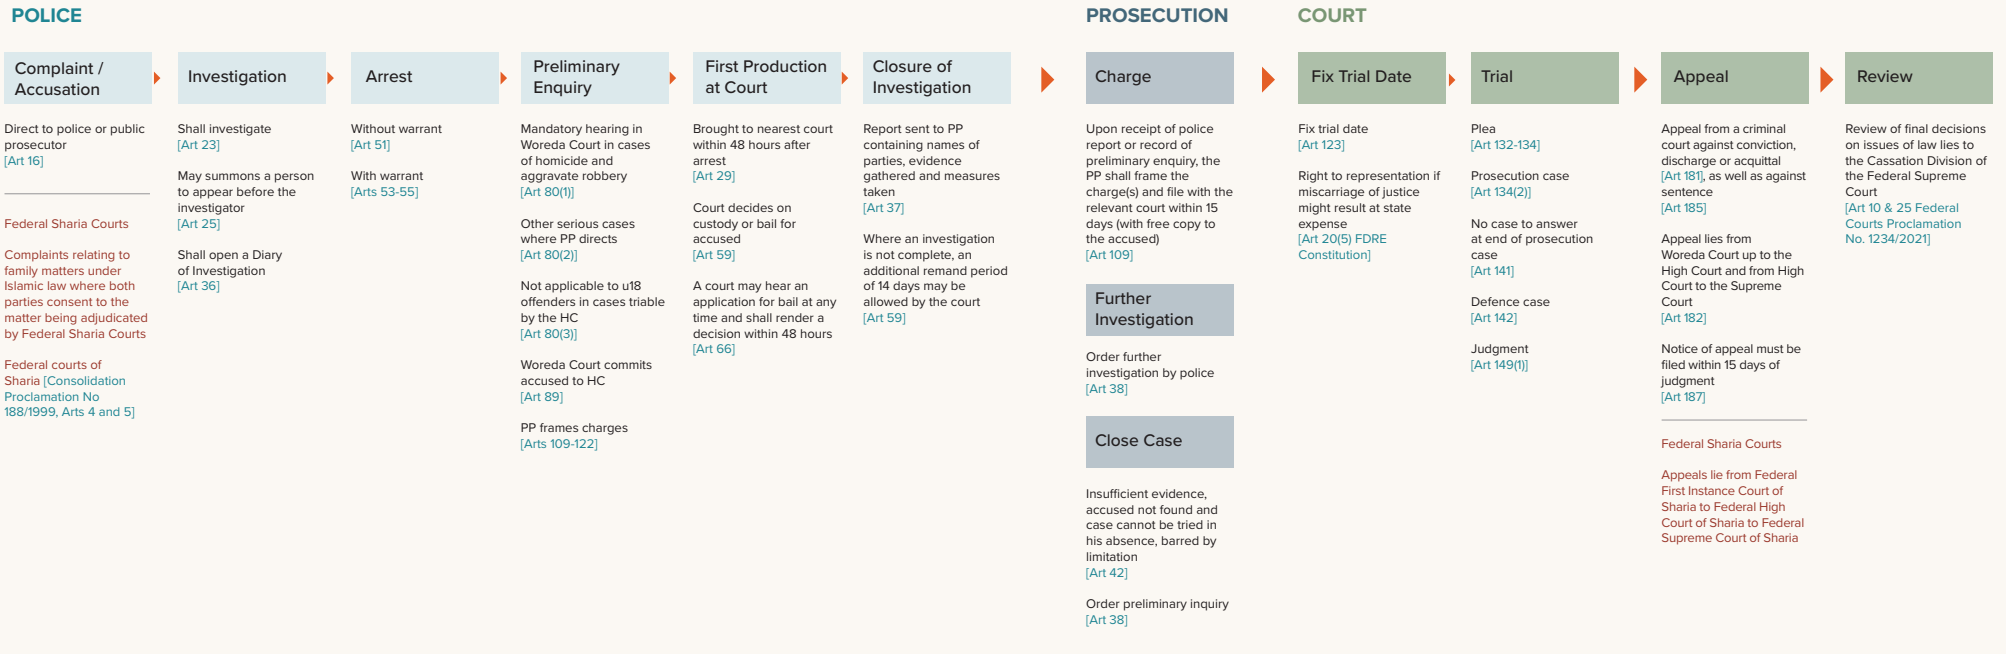 POLICE
PROSECUTION
COURT
Complaint /
Accusation
Direct to police or public
prosecutor
[Art 16]
Federal Sharia Courts
Complaints relating to
family matters under
Islamic law where both
parties consent to the
matter being adjudicated
by Federal Sharia Courts
Federal courts of
Sharia [Consolidation
Proclamation No
188/1999, Arts 4 and 5]
Investigation
Shall investigate
[Art 23]
May summons a person
to appear before the
investigator
[Art 25]
Shall open a Diary
of Investigation
[Art 36]
Arrest
Without warrant
[Art 51]
With warrant
[Arts 53-55]
Preliminary
Enquiry
Mandatory hearing in
Woreda Court in cases
of homicide and
aggravate robbery
[Art 80(1)]
Other serious cases
where PP directs
[Art 80(2)]
Not applicable to u18
offenders in cases triable
by the HC
[Art 80(3)]
Woreda Court commits
accused to HC
[Art 89]
PP frames charges
[Arts 109-122]
First Production
at Court
Brought to nearest court
within 48 hours after
arrest
[Art 29]
Court decides on
custody or bail for
accused
[Art 59]
A court may hear an
application for bail at any
time and shall render a
decision within 48 hours
[Art 66]
Closure of
Investigation
Report sent to PP
containing names of
parties, evidence
gathered and measures
taken
[Art 37]
Where an investigation
is not complete, an
additional remand period
of 14 days may be
allowed by the court
[Art 59]
Charge
Upon receipt of police
report or record of
preliminary enquiry, the
PP shall frame the
charge(s) and file with the
relevant court within 15
days (with free copy to
the accused)
[Art 109]
Further
Investigation
Order further
investigation by police
[Art 38]
Close Case
Insufficient evidence,
accused not found and
case cannot be tried in
his absence, barred by
limitation
[Art 42]
Order preliminary inquiry
[Art 38]
Fix Trial Date
Fix trial date
[Art 123]
Right to representation if
miscarriage of justice
might result at state
expense
[Art 20(5) FDRE
Constitution]
Trial
Plea
[Art 132-134]
Prosecution case
[Art 134(2)]
No case to answer
at end of prosecution
case
[Art 141]
Defence case
[Art 142]
Judgment
[Art 149(1)]
Appeal
Appeal from a criminal
court against conviction,
discharge or acquittal
[Art 181], as well as against
sentence
[Art 185]
Appeal lies from
Woreda Court up to the
High Court and from High
Court to the Supreme
Court
[Art 182]
Notice of appeal must be
filed within 15 days of
judgment
[Art 187]
Federal Sharia Courts
Appeals lie from Federal
First Instance Court of
Sharia to Federal High
Court of Sharia to Federal
Supreme Court of Sharia
Review
Review of final decisions
on issues of law lies to
the Cassation Division of
the Federal Supreme
Court
[Art 10 & 25 Federal
Courts Proclamation
No. 1234/2021]